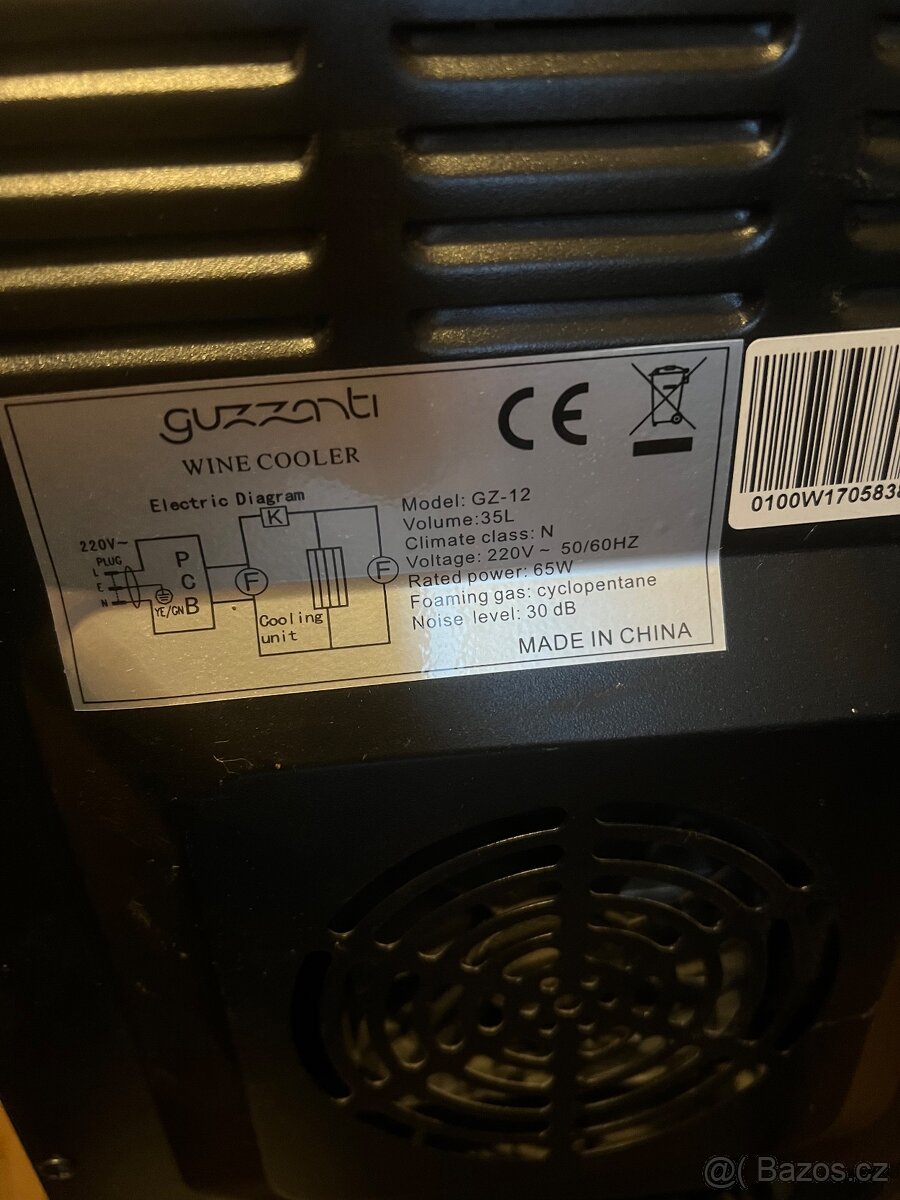 guzzanti
WINE COOLER
Electric Diagram
220V~
PLUG
L
E
N
YE/GN
P
C
B
F
K
F
Cooling
unit
Model: GZ-12
Volume:35L
Climate class: N
Voltage: 220V ~ 50/60HZ
Rated power: 65W
Foaming gas: cyclopentane
Noise level: 30 dB
MADE IN CHINA
CE
0100W170583
@( Bazos.cz